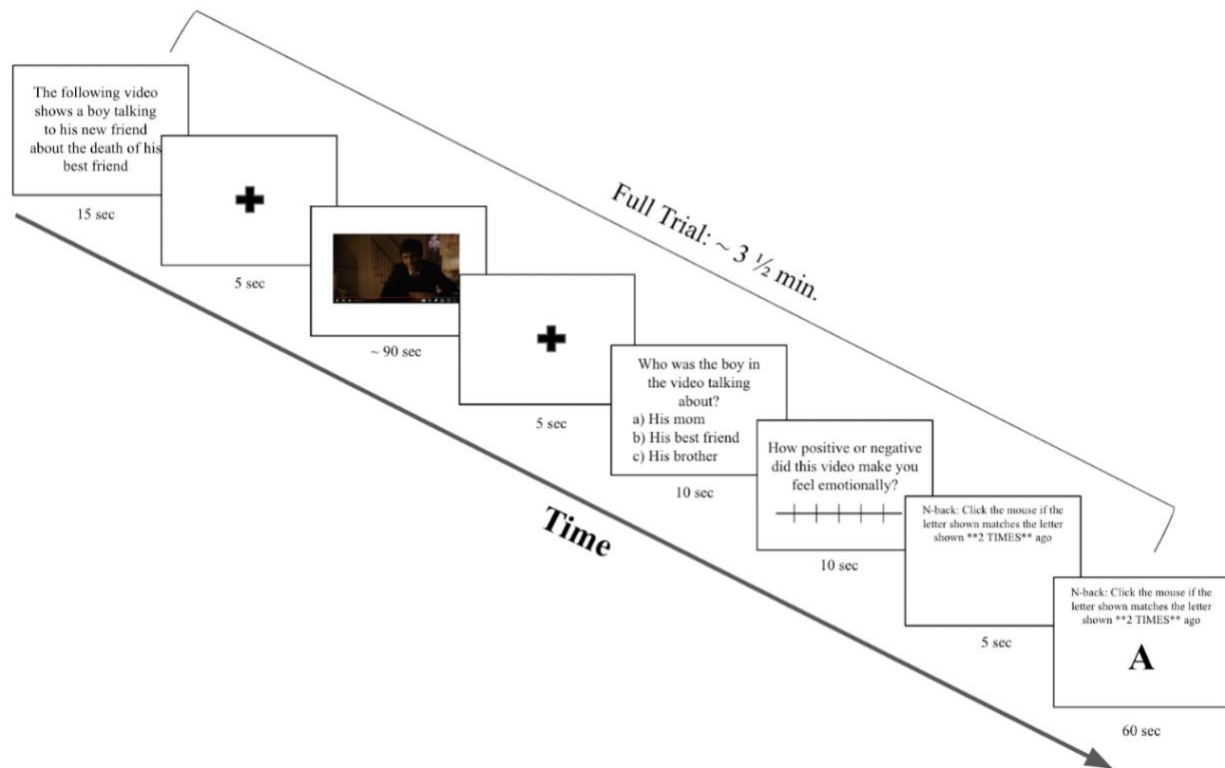 The following video
shows a boy talking
to his new friend
about the death of his
best friend
15 sec
5 sec
~ 90 sec
5 sec
Who was the boy in
the video talking
about?
a) His mom
b) His best friend
c) His brother
10 sec
How positive or negative
did this video make you
feel emotionally?
10 sec
N-back: Click the mouse if the
letter shown matches the letter
shown **2 TIMES** ago
5 sec
N-back: Click the mouse if the
letter shown matches the letter
shown **2 TIMES** ago
A
60 sec
Full Trial: ~ 3 ½ min.
Time